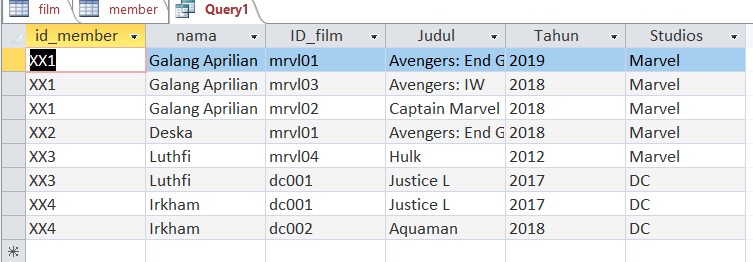 film member Query1
id_member nama ID_film Judul Tahun Studios
XX1 Galang Aprilian mrvl01 Avengers: End G 2019 Marvel
XX1 Galang Aprilian mrvl03 Avengers: IW 2018 Marvel
XX1 Galang Aprilian mrvl02 Captain Marvel 2018 Marvel
XX2 Deska mrvl01 Avengers: End G 2018 Marvel
XX3 Luthfi mrvl04 Hulk 2012 Marvel
XX3 Luthfi dc001 Justice L 2017 DC
XX4 Irkham dc001 Justice L 2017 DC
XX4 Irkham dc002 Aquaman 2018 DC